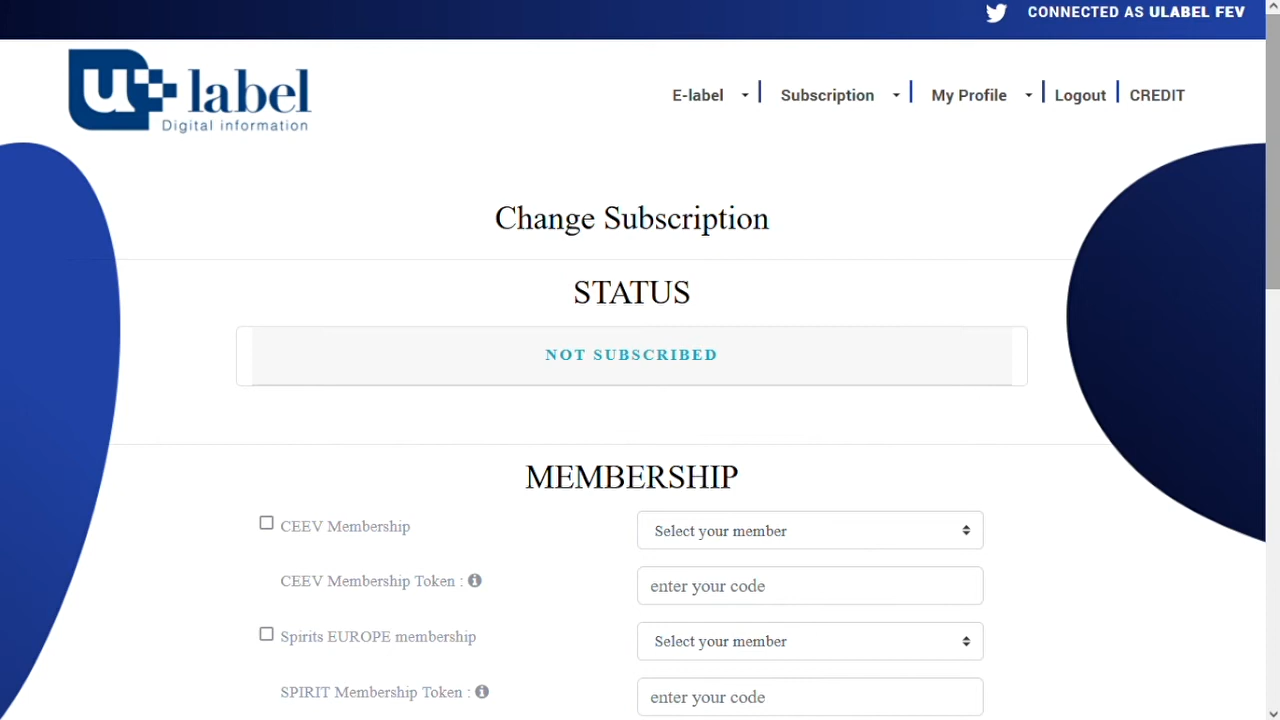 CONNECTED AS ULABEL FEV
u label
Digital information
E-label
Subscription
My Profile
Logout
CREDIT
Change Subscription
STATUS
NOT SUBSCRIBED
MEMBERSHIP
CEEV Membership
Select your member
CEEV Membership Token :
enter your code
Spirits EUROPE membership
Select your member
SPIRIT Membership Token :
enter your code